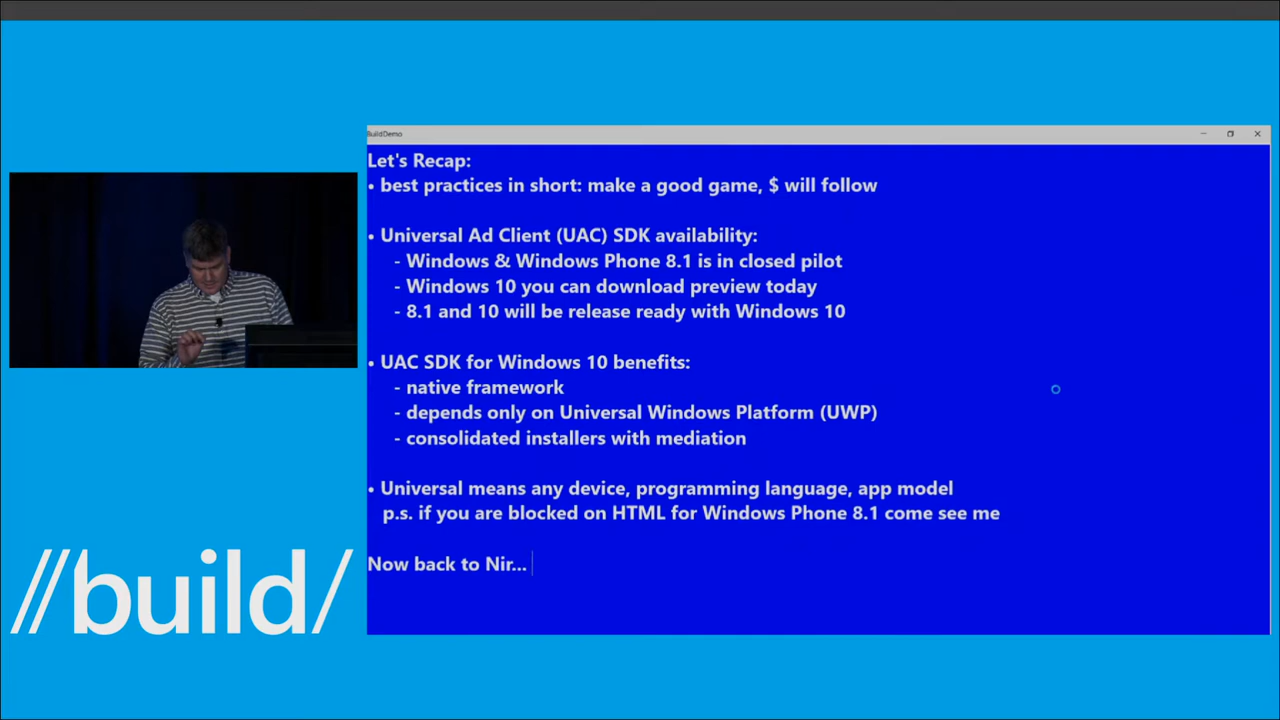 BuildDemo
Let's Recap:
• best practices in short: make a good game, $ will follow
• Universal Ad Client (UAC) SDK availability:
- Windows & Windows Phone 8.1 is in closed pilot
- Windows 10 you can download preview today
- 8.1 and 10 will be release ready with Windows 10
• UAC SDK for Windows 10 benefits:
- native framework
- depends only on Universal Windows Platform (UWP)
- consolidated installers with mediation
• Universal means any device, programming language, app model
p.s. if you are blocked on HTML for Windows Phone 8.1 come see me
Now back to Nir...
//build/